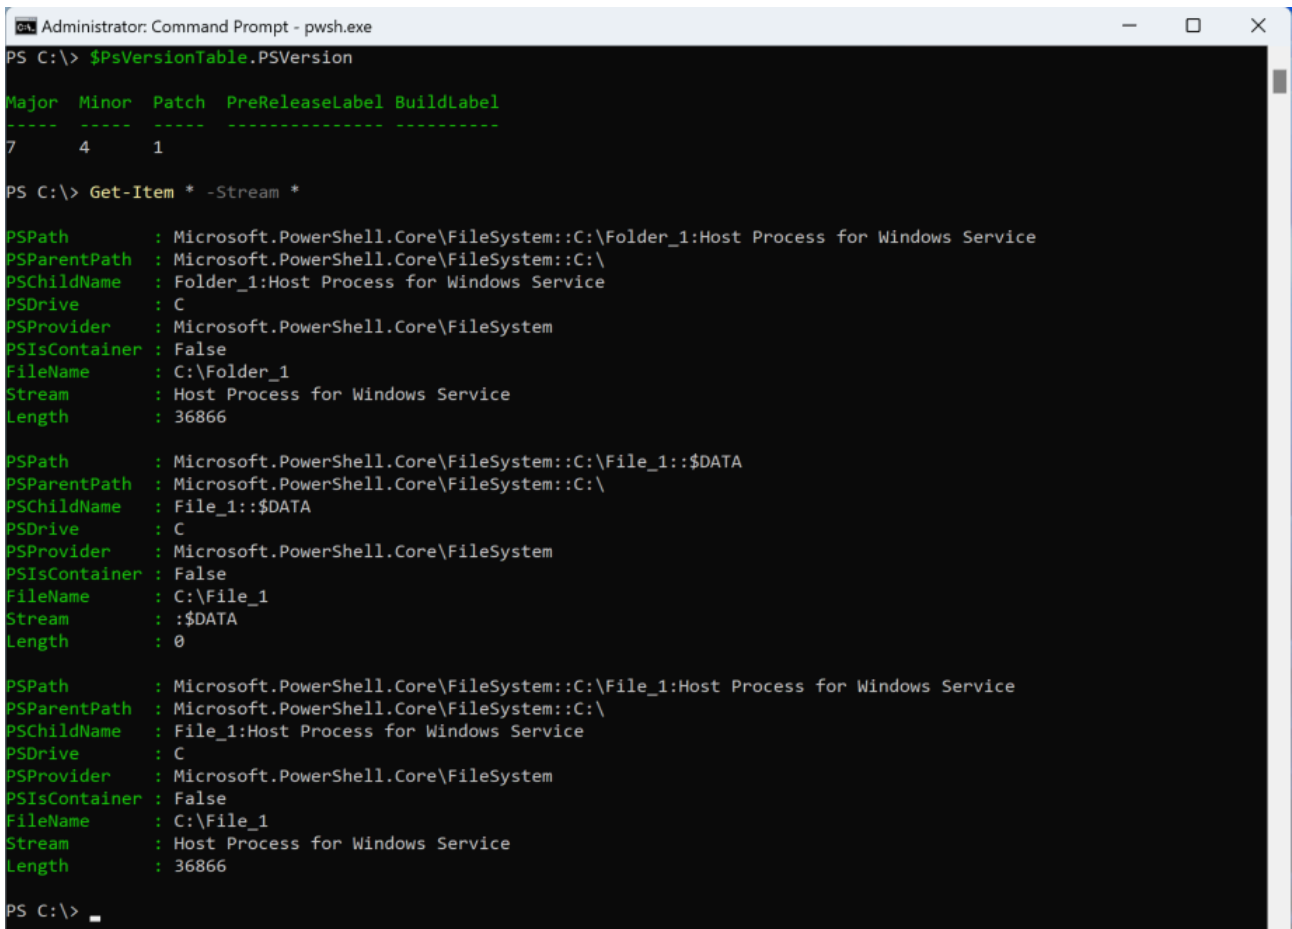 Administrator: Command Prompt - pwsh.exe
PS C:\> $PsVersionTable.PSVersion
Major  Minor  Patch  PreReleaseLabel BuildLabel
-----  -----  -----  --------------- ----------
7      4      1
PS C:\> Get-Item * -Stream *
PSPath        : Microsoft.PowerShell.Core\FileSystem::C:\Folder_1:Host Process for Windows Service
PSParentPath  : Microsoft.PowerShell.Core\FileSystem::C:\
PSChildName   : Folder_1:Host Process for Windows Service
PSDrive       : C
PSProvider    : Microsoft.PowerShell.Core\FileSystem
PSIsContainer : False
FileName      : C:\Folder_1
Stream        : Host Process for Windows Service
Length        : 36866
PSPath        : Microsoft.PowerShell.Core\FileSystem::C:\File_1::$DATA
PSParentPath  : Microsoft.PowerShell.Core\FileSystem::C:\
PSChildName   : File_1::$DATA
PSDrive       : C
PSProvider    : Microsoft.PowerShell.Core\FileSystem
PSIsContainer : False
FileName      : C:\File_1
Stream        : :$DATA
Length        : 0
PSPath        : Microsoft.PowerShell.Core\FileSystem::C:\File_1:Host Process for Windows Service
PSParentPath  : Microsoft.PowerShell.Core\FileSystem::C:\
PSChildName   : File_1:Host Process for Windows Service
PSDrive       : C
PSProvider    : Microsoft.PowerShell.Core\FileSystem
PSIsContainer : False
FileName      : C:\File_1
Stream        : Host Process for Windows Service
Length        : 36866
PS C:\>